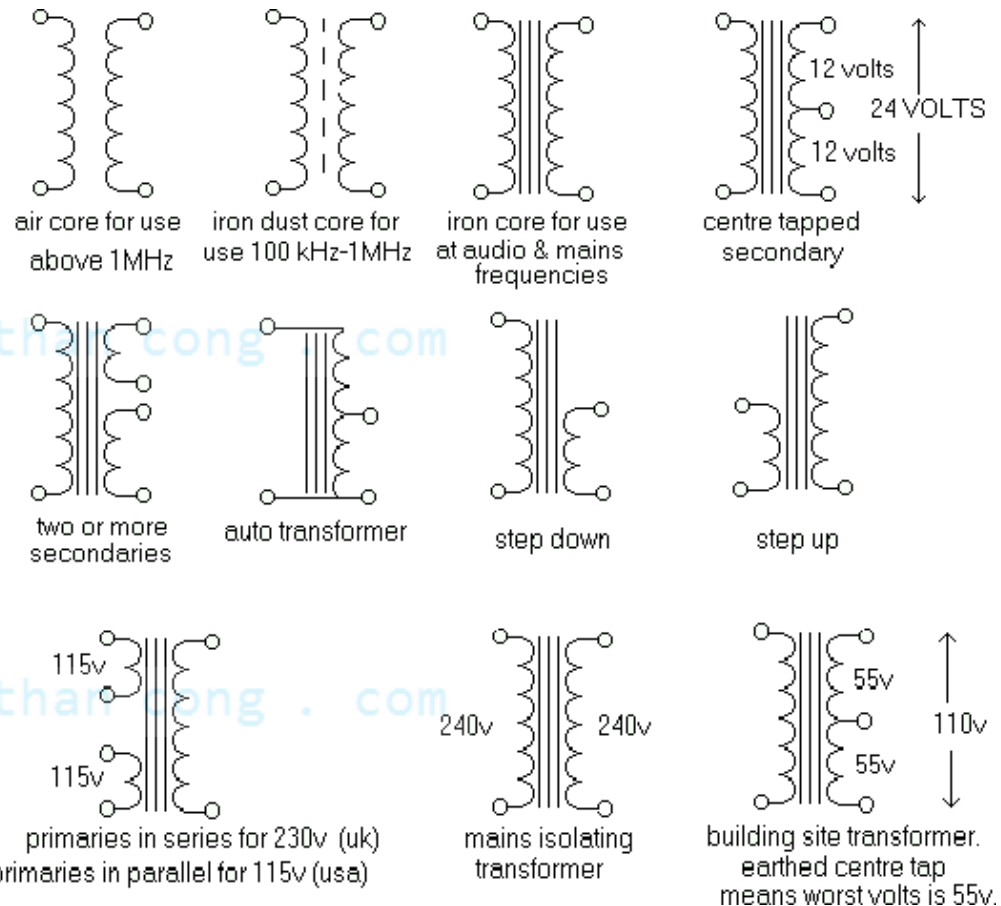 12 volts
24 VOLTS
12 volts
air core for use
above 1MHz
iron dust core for
use 100 kHz-1MHz
iron core for use
at audio & mains
frequencies
centre tapped
secondary
than cong . com
two or more
secondaries
auto transformer
step down
step up
115v
115v
than cong . com
240v
240v
55v
110v
55v
primaries in series for 230v (uk)
primaries in parallel for 115v (usa)
mains isolating
transformer
building site transformer.
earthed centre tap
means worst volts is 55v.